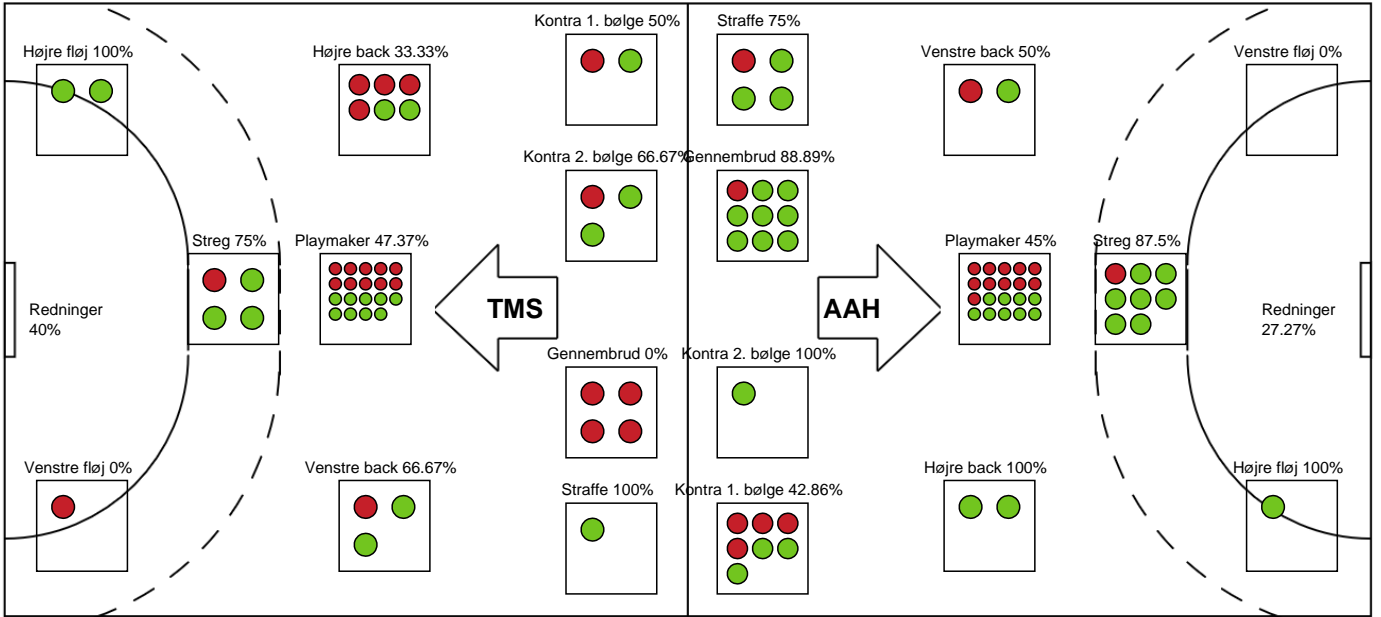 Kontra 1. bølge 50%
Straffe 75%
Højre fløj 100%
Højre back 33.33%
Venstre back 50%
Venstre fløj 0%
Kontra 2. bølge 66.67%
Gennembrud 88.89%
Streg 75%
Playmaker 47.37%
Playmaker 45%
Streg 87.5%
Redninger
40%
TMS
AAH
Redninger
27.27%
Gennembrud 0%
Kontra 2. bølge 100%
Venstre fløj 0%
Venstre back 66.67%
Højre back 100%
Højre fløj 100%
Straffe 100%
Kontra 1. bølge 42.86%